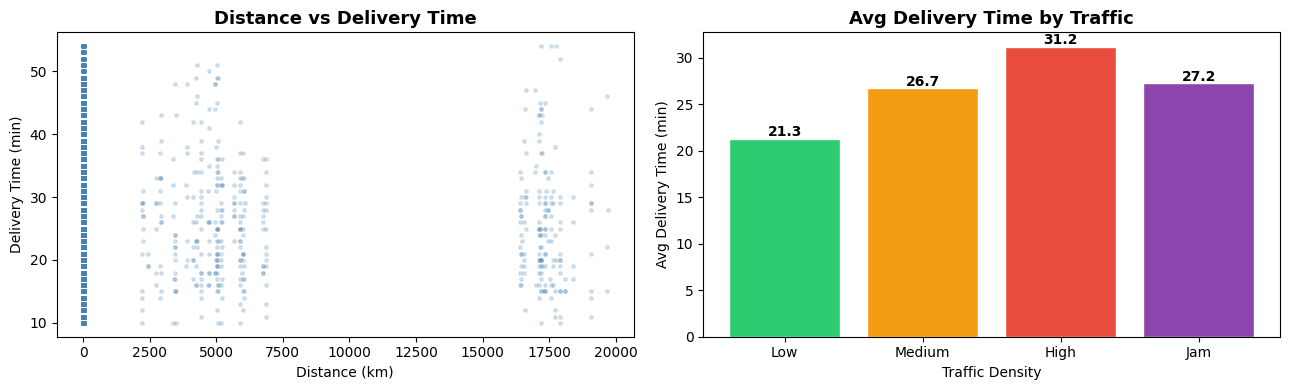 Distance vs Delivery Time
Delivery Time (min)
50
40
30
20
10
0 2500 5000 7500 10000 12500 15000 17500 20000
Distance (km)
Avg Delivery Time by Traffic
Avg Delivery Time (min)
30
25
20
15
10
5
0
21.3
26.7
31.2
27.2
Low Medium High Jam
Traffic Density